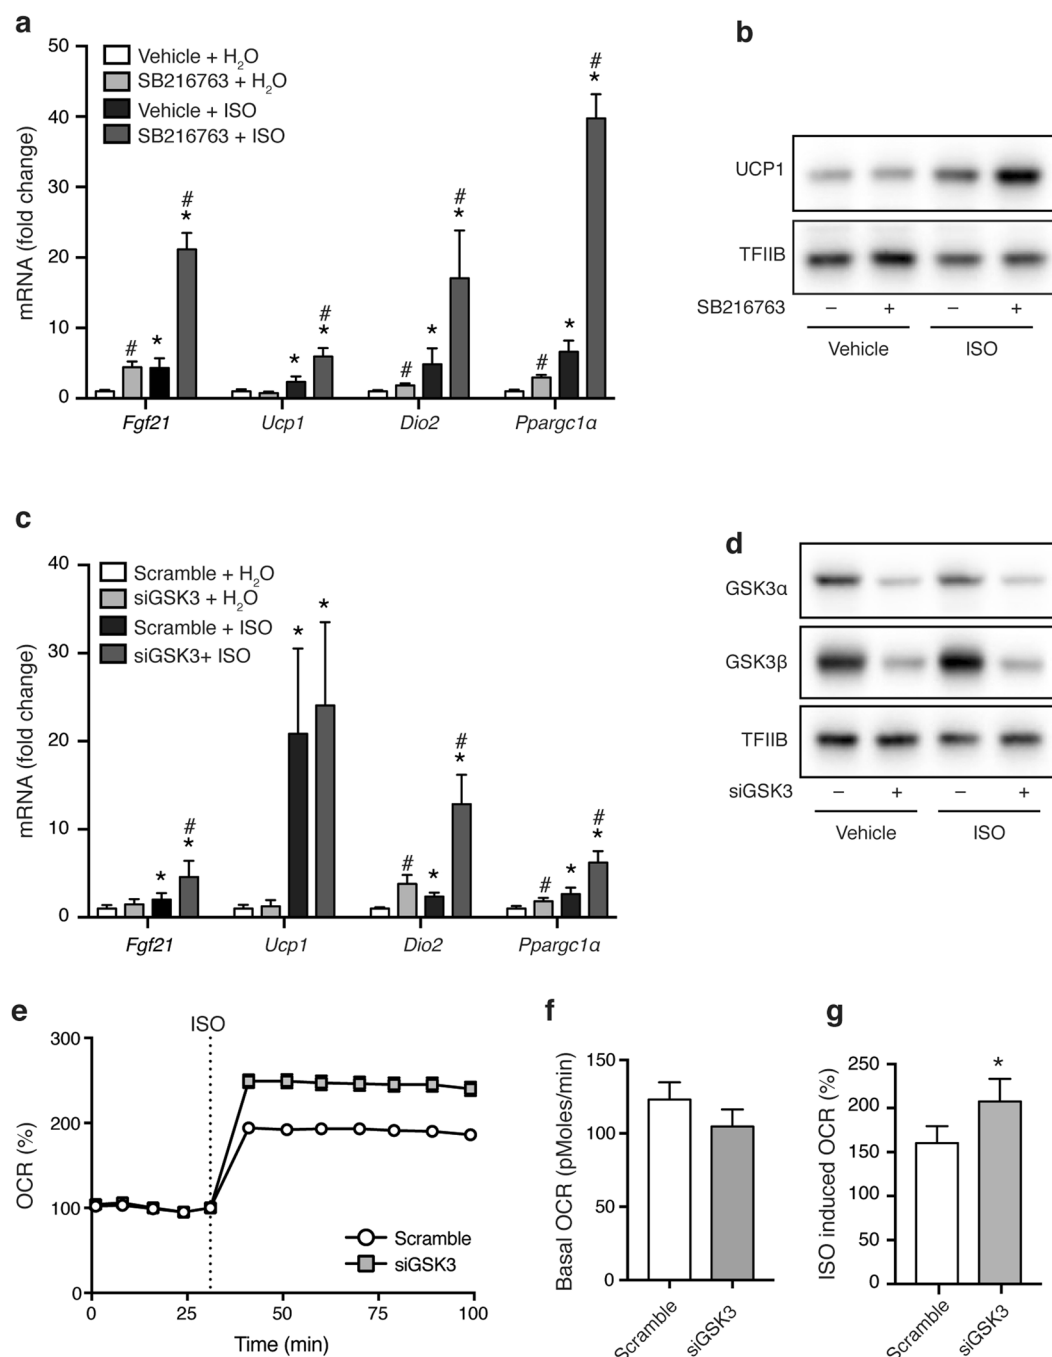 a
50
40
30
20
10
0
mRNA (fold change)
Vehicle + H2O
SB216763 + H2O
Vehicle + ISO
SB216763 + ISO
# * # *
# * * # * # * # * # *
Fgf21 Ucp1 Dio2 Ppargc1α
b
UCP1
TFIIB
SB216763 − + − +
Vehicle ISO
c
40
30
20
10
0
mRNA (fold change)
Scramble + H2O
siGSK3 + H2O
Scramble + ISO
siGSK3+ ISO
* # * * * # * # * # * # *
Fgf21 Ucp1 Dio2 Ppargc1α
d
GSK3α
GSK3β
TFIIB
siGSK3 − + − +
Vehicle ISO
e
ISO
300
200
100
0
OCR (%)
Scramble
siGSK3
0 25 50 75 100
Time (min)
f
150
100
50
0
Basal OCR (pMoles/min)
Scramble siGSK3
g
250
200
150
100
50
0
ISO induced OCR (%)
*
Scramble siGSK3